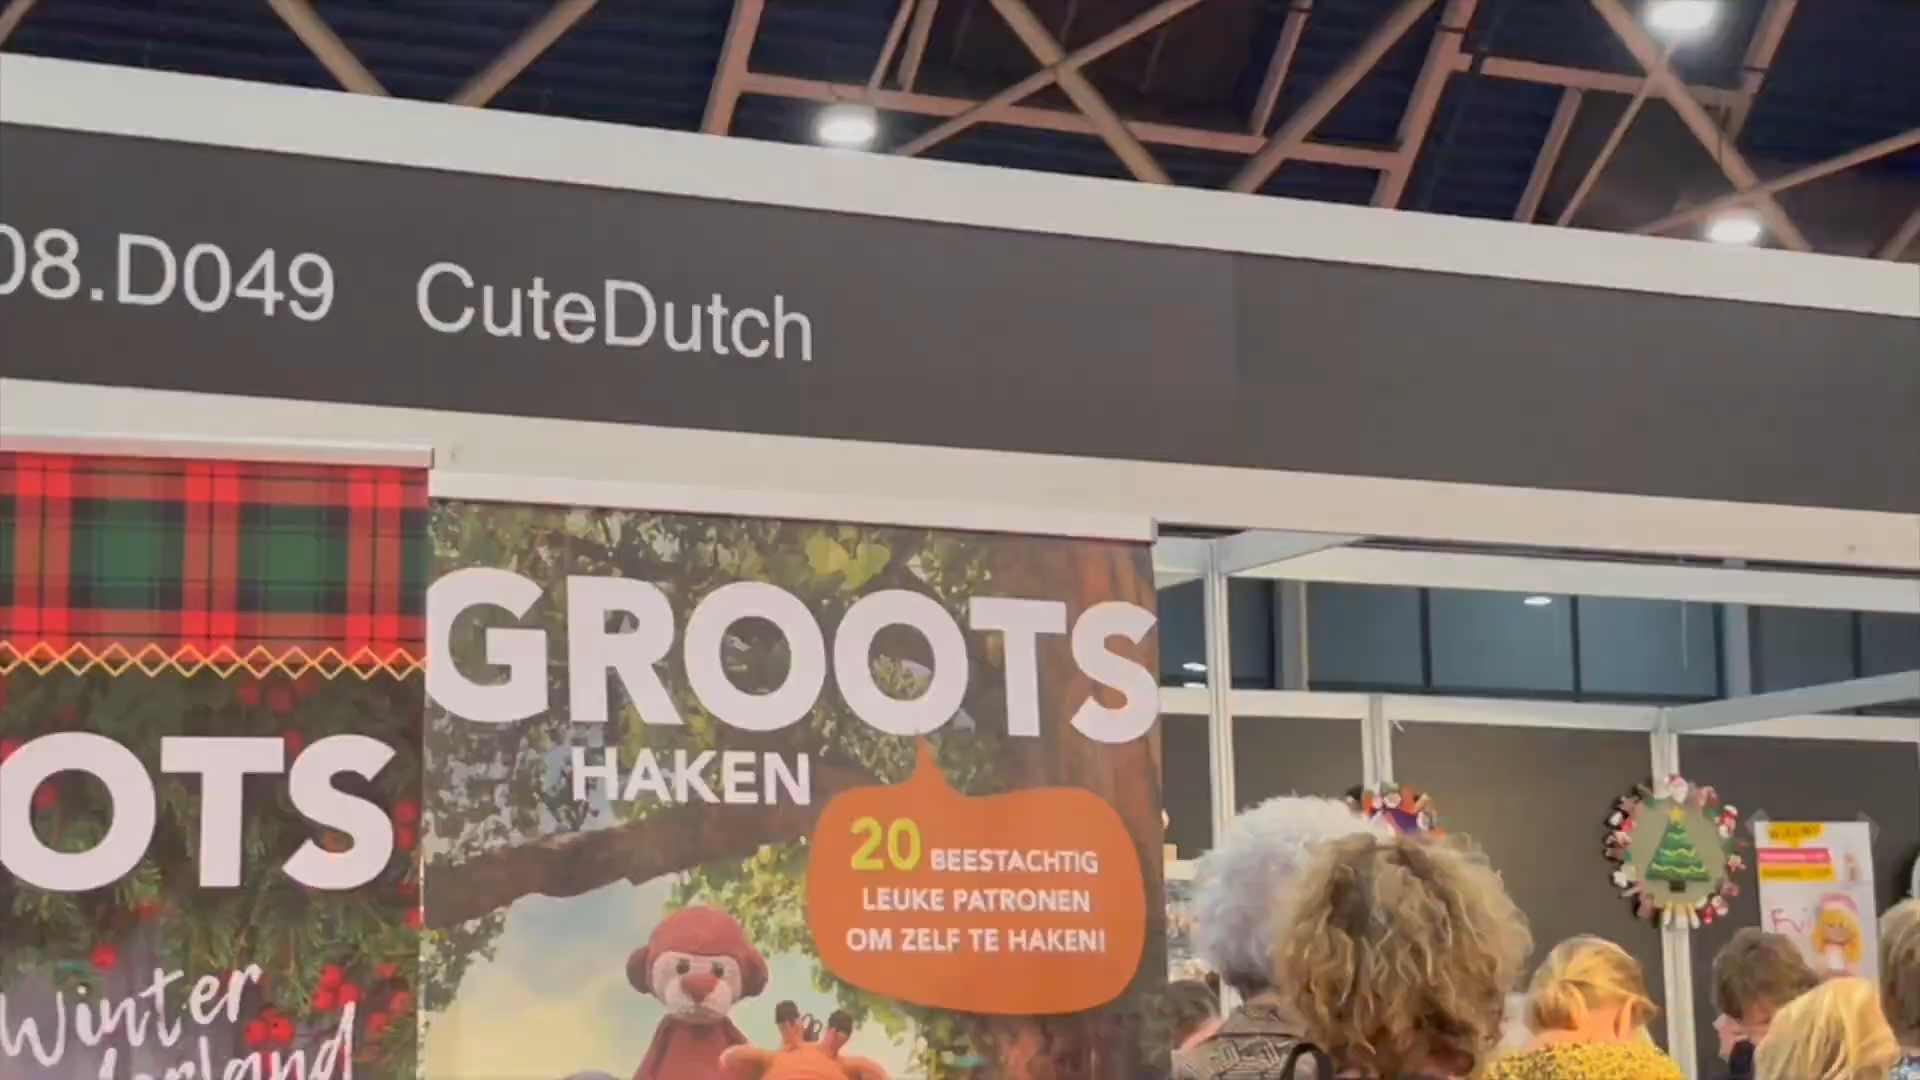 08.D049 CuteDutch
GROOTS
HAKEN
20 BEESTACHTIG
LEUKE PATRONEN
OM ZELF TE HAKEN!
OTS
Winter